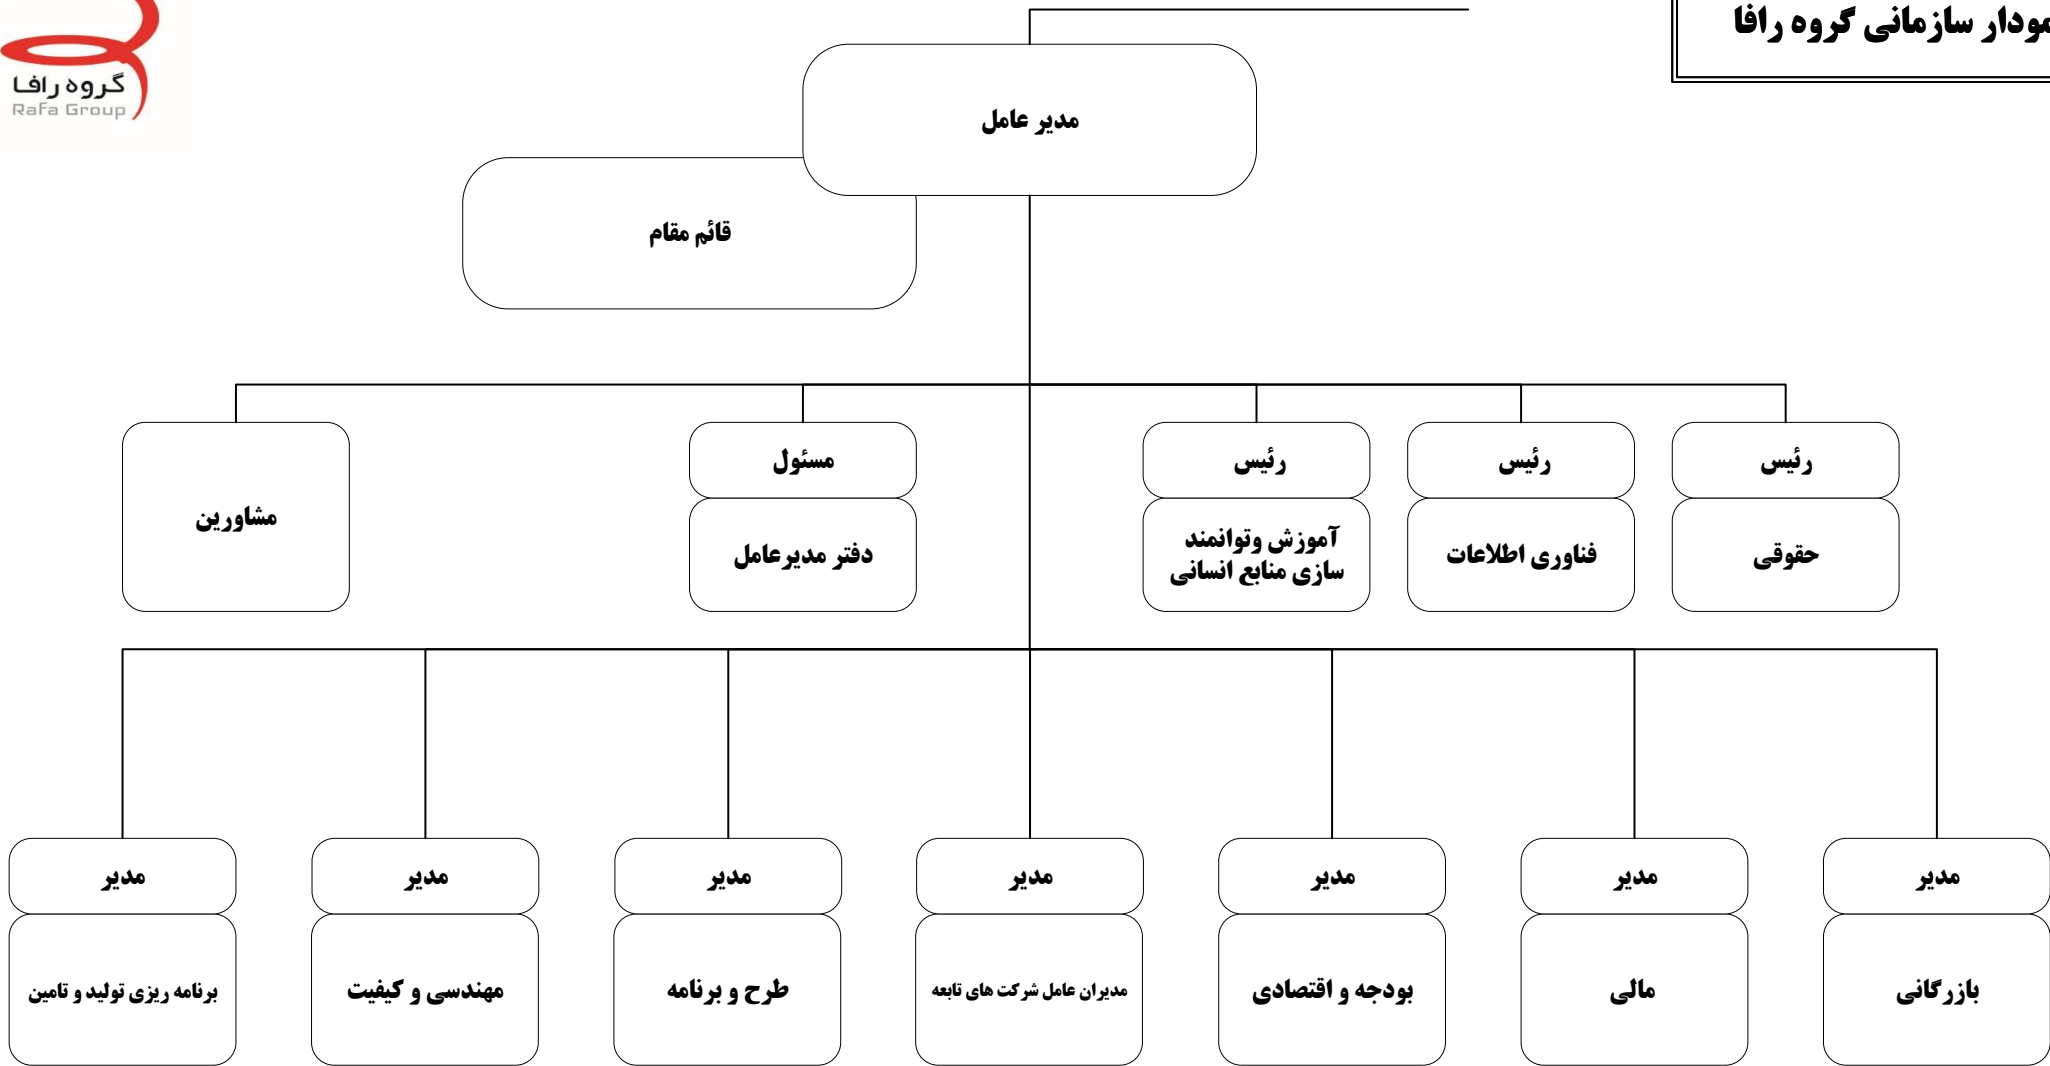 نمودار سازمانی گروه رافا
گروه رافا
Rafa Group
مدیر عامل
قائم مقام
رئیس
حقوقی
رئیس
فناوری اطلاعات
رئیس
آموزش وتوانمند
سازی منابع انسانی
مسئول
دفتر مدیرعامل
مشاورین
مدیر
بازرگانی
مدیر
مالی
مدیر
بودجه و اقتصادی
مدیر
مدیران عامل شرکت های تابعه
مدیر
طرح و برنامه
مدیر
مهندسی و کیفیت
مدیر
برنامه ریزی تولید و تامین